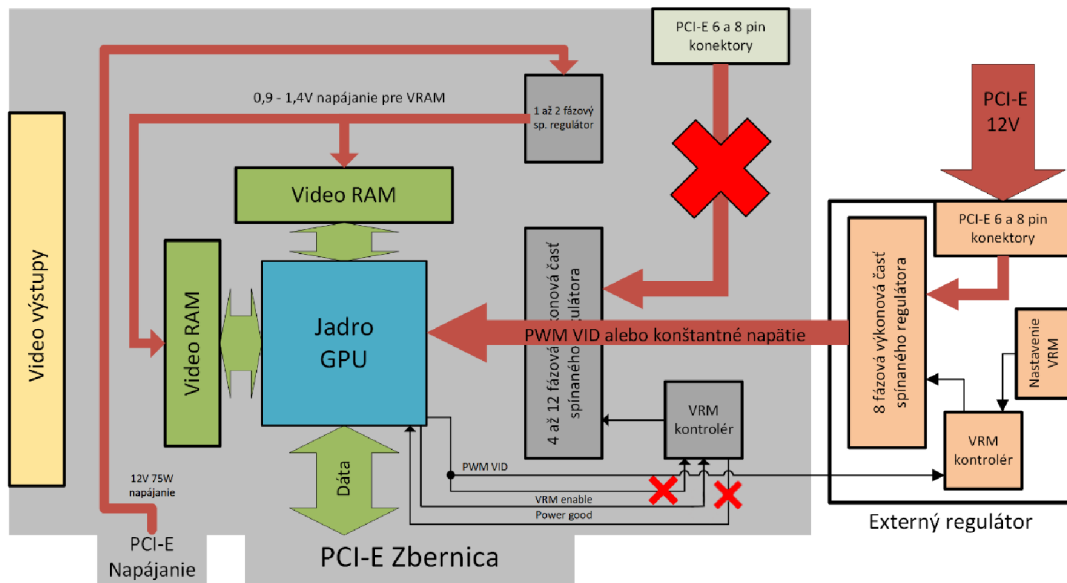 PCI-E 6 a 8 pin
konektory
0,9 - 1,4V napájanie pre VRAM
1 až 2 fázový
sp. regulátor
PCI-E
12V
Video výstupy
Video RAM
Video RAM
Jadro
GPU
4 až 12 fázová
konová časť
spínaného
regulátora
PWM VID alebo konštantné napätie
PCI-E 6 a 8 pin
konektory
8 fázová výkonová časť
spínaného regulátora
Nastavenie
VRM
VRM
kontrolér
VRM
kontrolér
PWM VID
VRM enable
Power good
Dáta
12V 75W
napájanie
PCI-E
Napájanie
PCI-E Zbernica
Externý regulátor